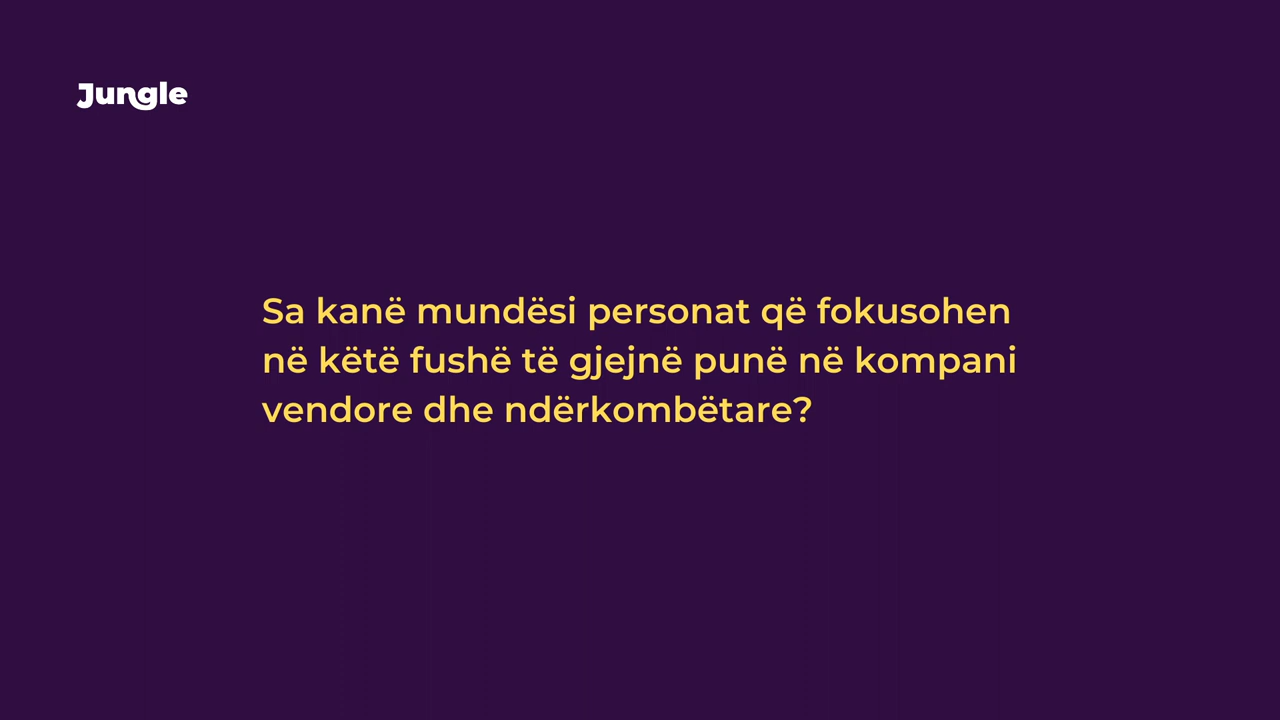 Jungle
Sa kanë mundësi personat që fokusohen
në këtë fushë të gjejnë punë në kompani
vendore dhe ndërkombëtare?